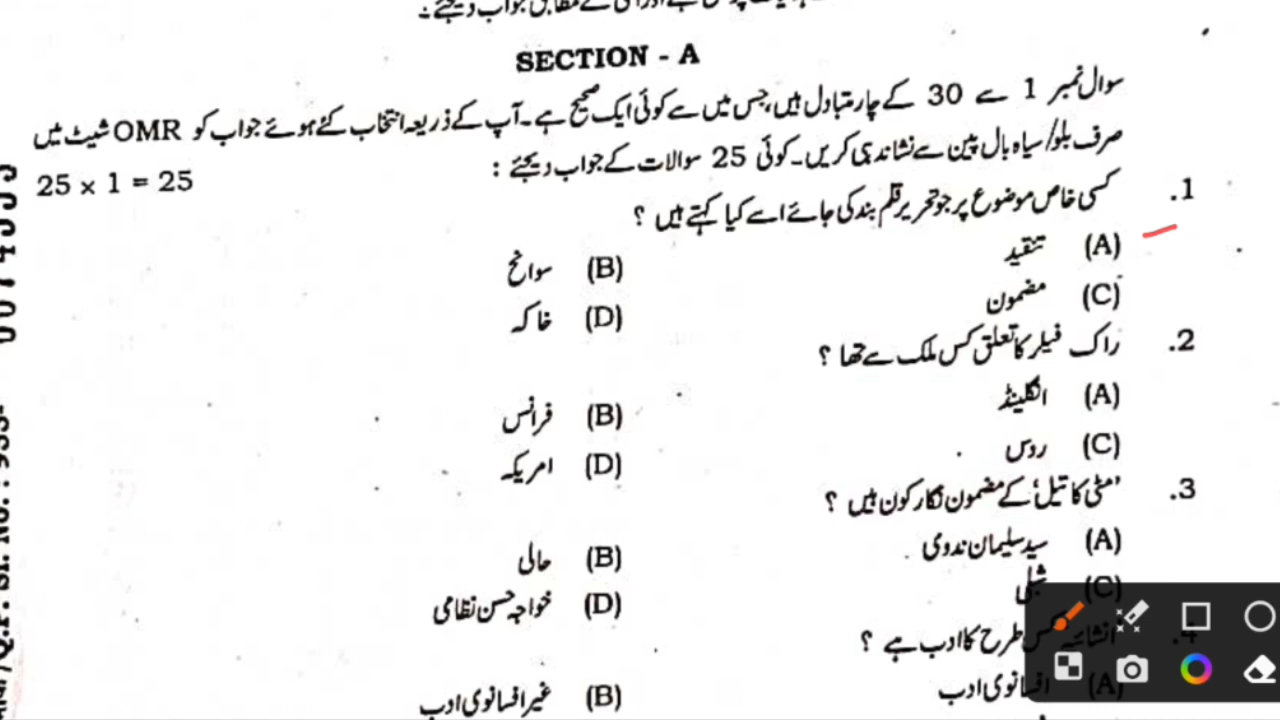 SECTION - A
سوال نمبر 1 سے 30 کے چار متبادل ہیں، جس میں سے کوئی ایک صحیح ہے۔ آپ کے ذریعہ انتخاب کئے ہوئے جواب کو OMR شیٹ میں
صرف بلو/سیاہ بال پین سے نشاندہی کریں۔ کوئی 25 سوالات کے جواب دیجئے :
25 × 1 = 25
1. کسی خاص موضوع پر جو تحریر قلم بند کی جائے اسے کیا کہتے ہیں ؟
(A) تنقید (B) سوانح
(C) مضمون (D) خاکہ
2. راک فیلر کا تعلق کس ملک سے تھا ؟
(A) انگلینڈ (B) فرانس
(C) روس (D) امریکہ
3. 'مٹی کا تیل' کے مضمون نگار کون ہیں ؟
(A) سید سلیمان ندوی (B) حالی
(C) شبلی (D) خواجہ حسن نظامی
4. انشائیے کس طرح کا ادب ہے ؟
(A) افسانوی ادب (B) غیر افسانوی ادب